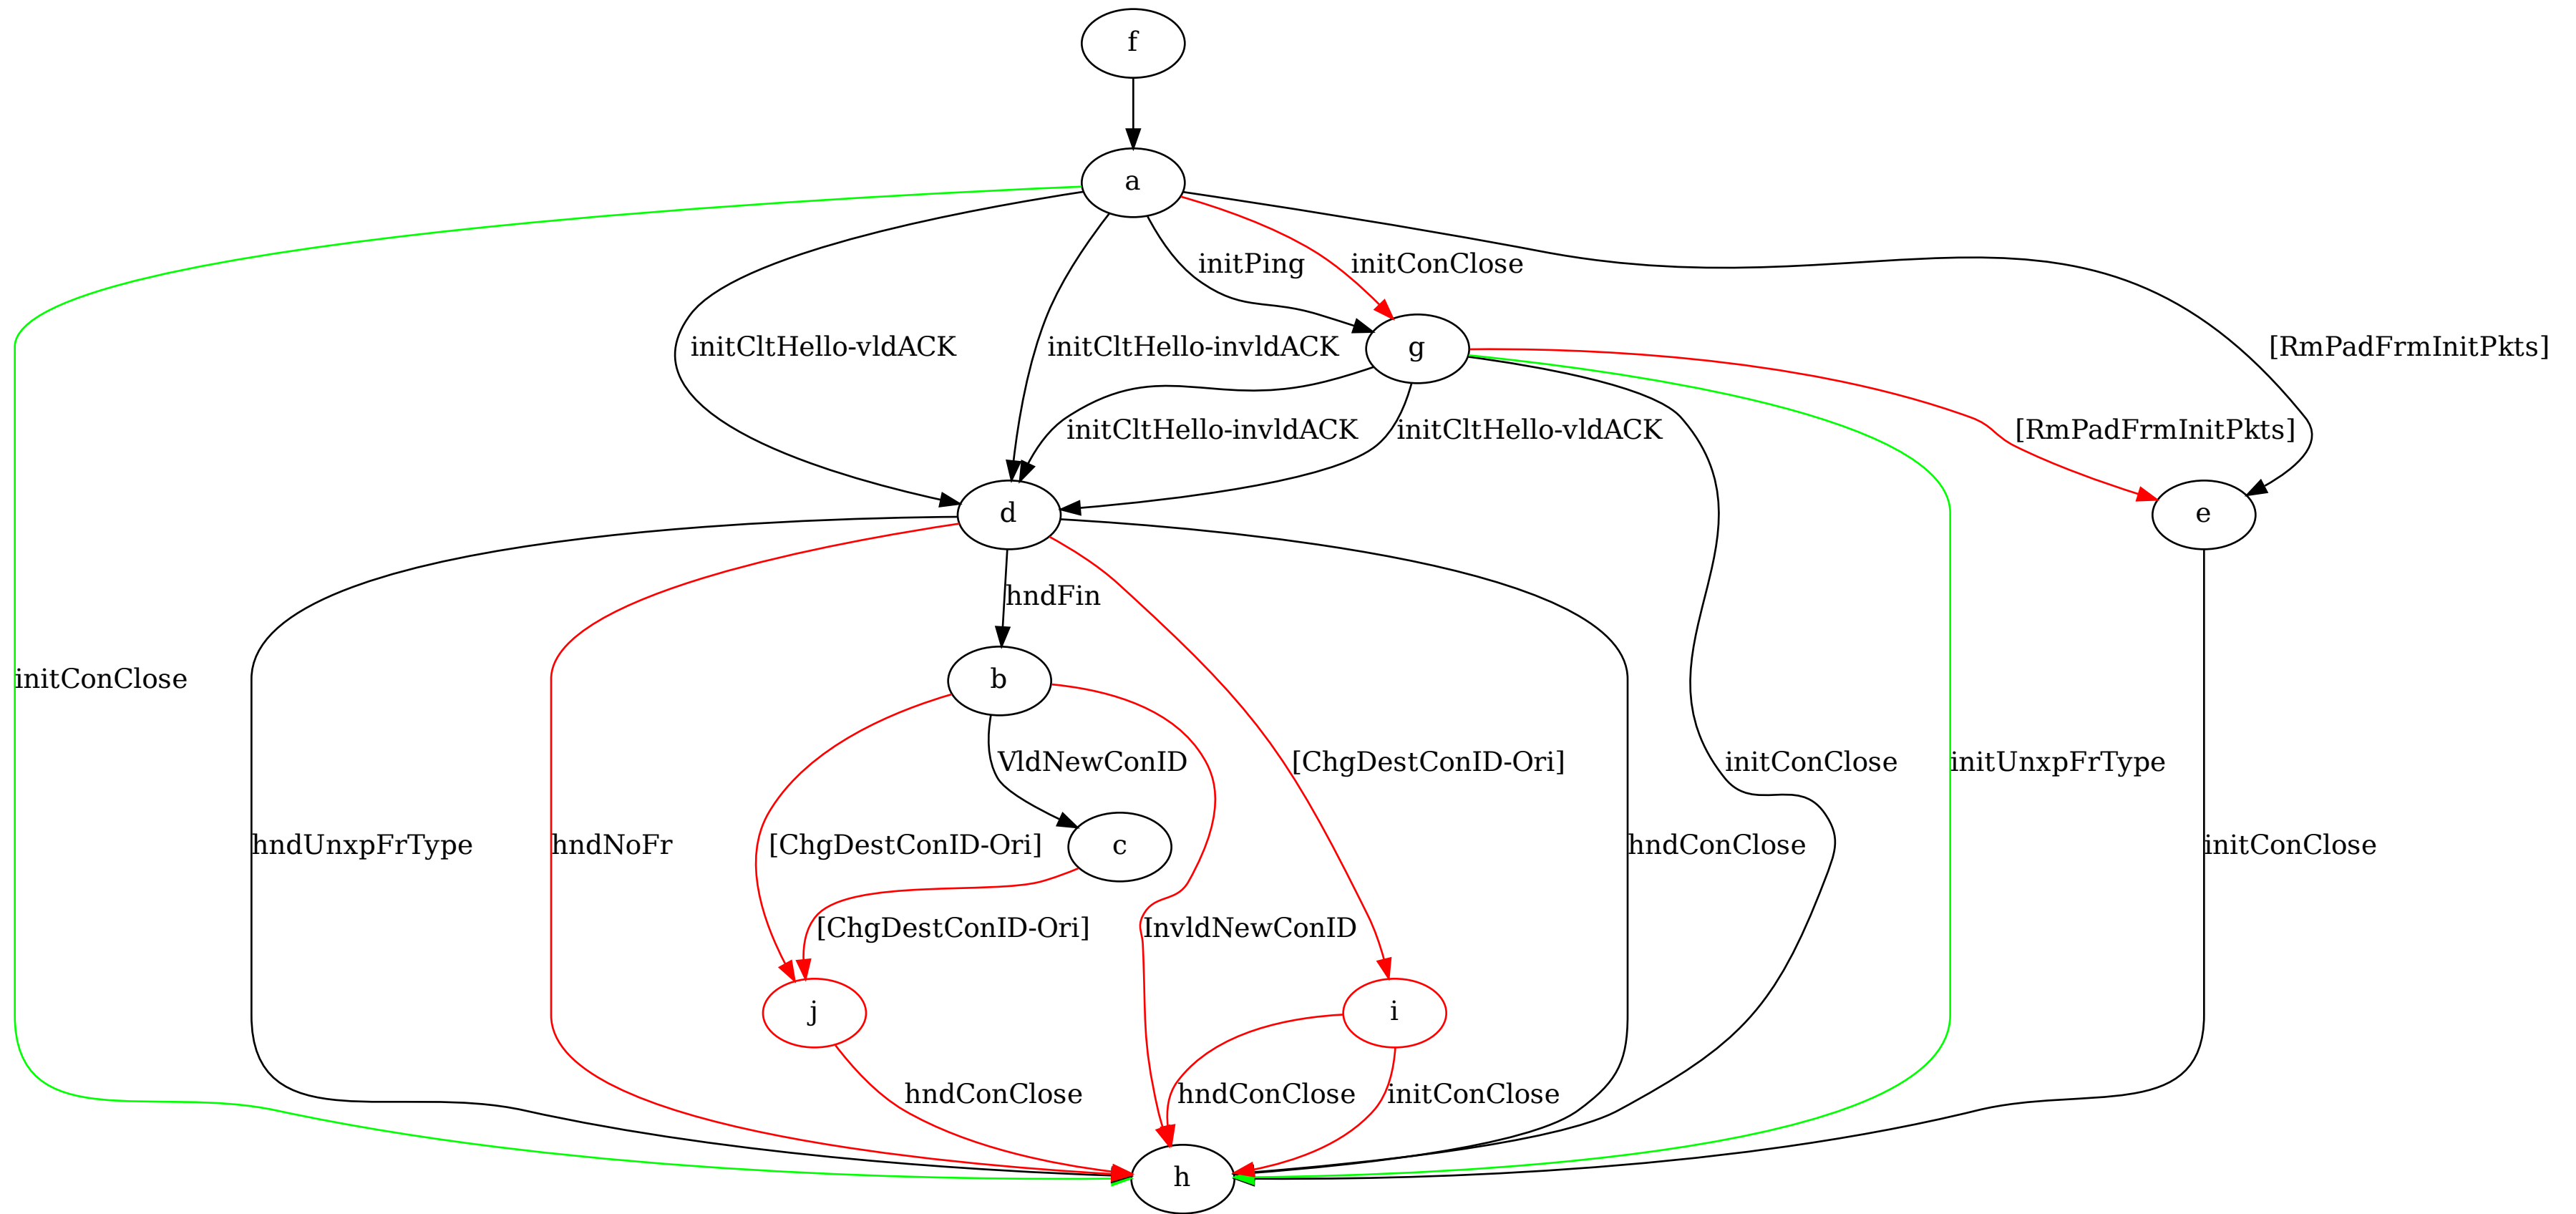 f
a
initPing
initConClose
initCltHello-vldACK
initCltHello-invldACK
g
[RmPadFrmInitPkts]
initCltHello-invldACK
initCltHello-vldACK
[RmPadFrmInitPkts]
d
e
hndFin
initConClose
b
VldNewConID
[ChgDestConID-Ori]
initConClose
initUnxpFrType
hndUnxpFrType
hndNoFr
[ChgDestConID-Ori]
c
hndConClose
initConClose
[ChgDestConID-Ori]
InvldNewConID
j
i
hndConClose
hndConClose
initConClose
h